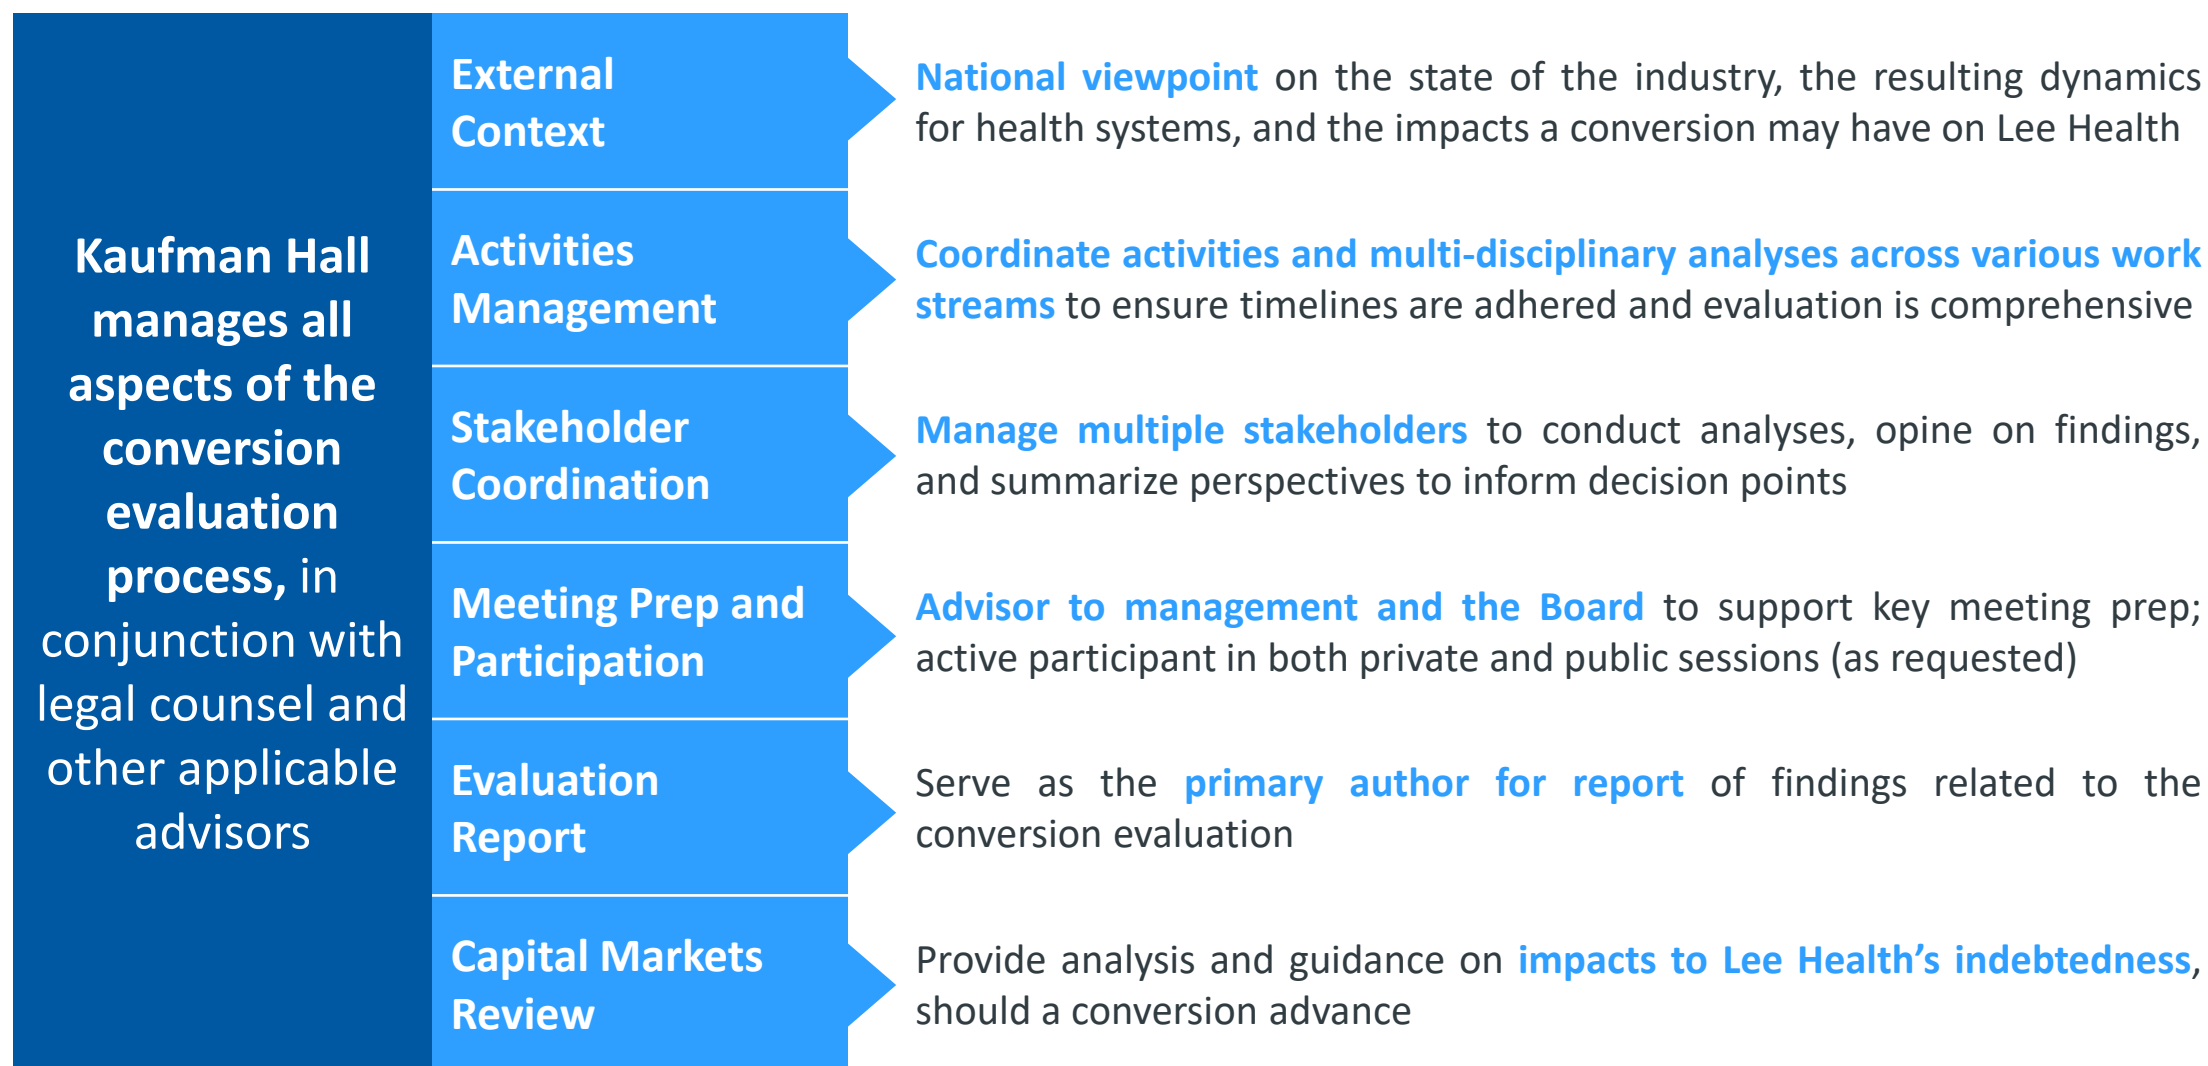 Kaufman Hall
manages all
aspects of the
conversion
evaluation
process, in
conjunction with
legal counsel and
other applicable
advisors
External
Context
National viewpoint on the state of the industry, the resulting dynamics
for health systems, and the impacts a conversion may have on Lee Health
Activities
Management
Coordinate activities and multi-disciplinary analyses across various work
streams to ensure timelines are adhered and evaluation is comprehensive
Stakeholder
Coordination
Manage multiple stakeholders to conduct analyses, opine on findings,
and summarize perspectives to inform decision points
Meeting Prep and
Participation
Advisor to management and the Board to support key meeting prep;
active participant in both private and public sessions (as requested)
Evaluation
Report
Serve as the primary author for report of findings related to the
conversion evaluation
Capital Markets
Review
Provide analysis and guidance on impacts to Lee Health’s indebtedness,
should a conversion advance